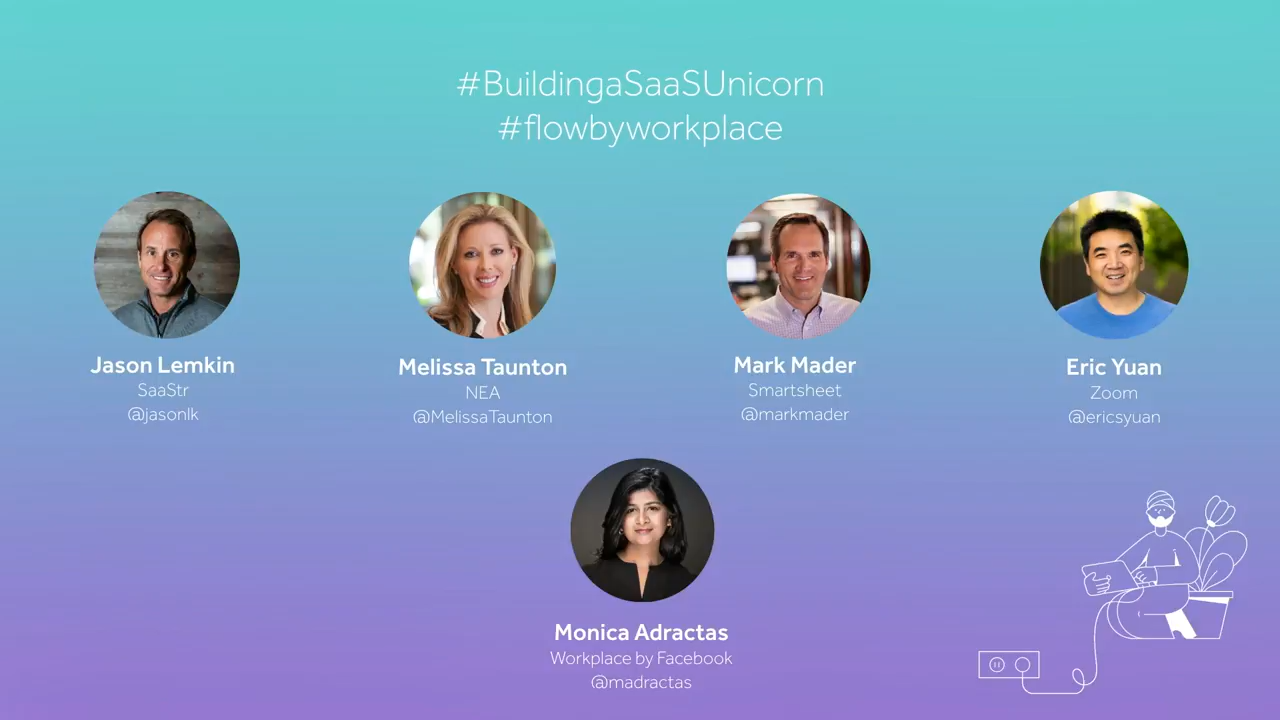 #BuildingaSaaSUnicorn
#flowbyworkplace
Jason Lemkin
SaaStr
@jasonlk
Melissa Taunton
NEA
@MelissaTaunton
Mark Mader
Smartsheet
@markmader
Eric Yuan
Zoom
@ericsyuan
Monica Adractas
Workplace by Facebook
@madractas